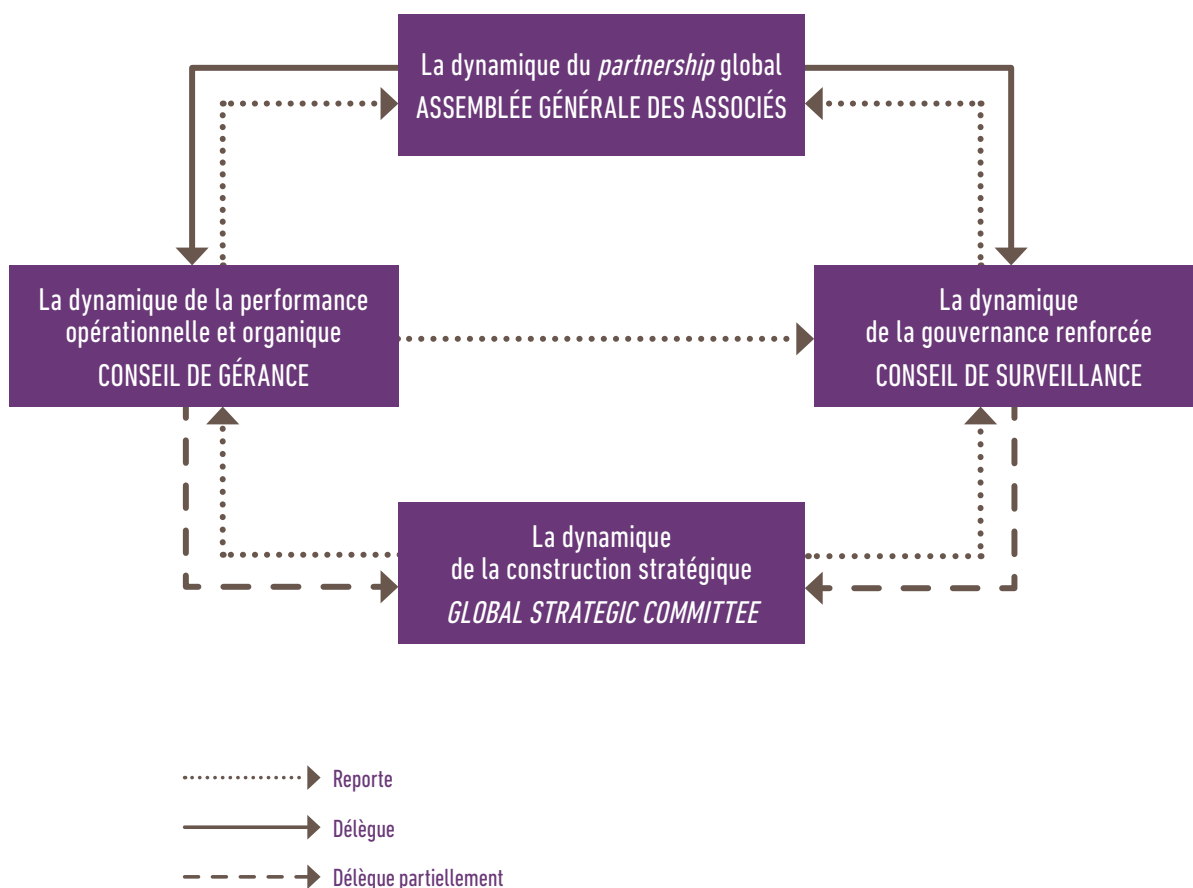 La dynamique du partnership global
ASSEMBLÉE GÉNÉRALE DES ASSOCIÉS
La dynamique de la performance
opérationnelle et organique
CONSEIL DE GÉRANCE
La dynamique
de la gouvernance renforcée
CONSEIL DE SURVEILLANCE
La dynamique
de la construction stratégique
GLOBAL STRATEGIC COMMITTEE
Reporte
Délègue
Délègue partiellement